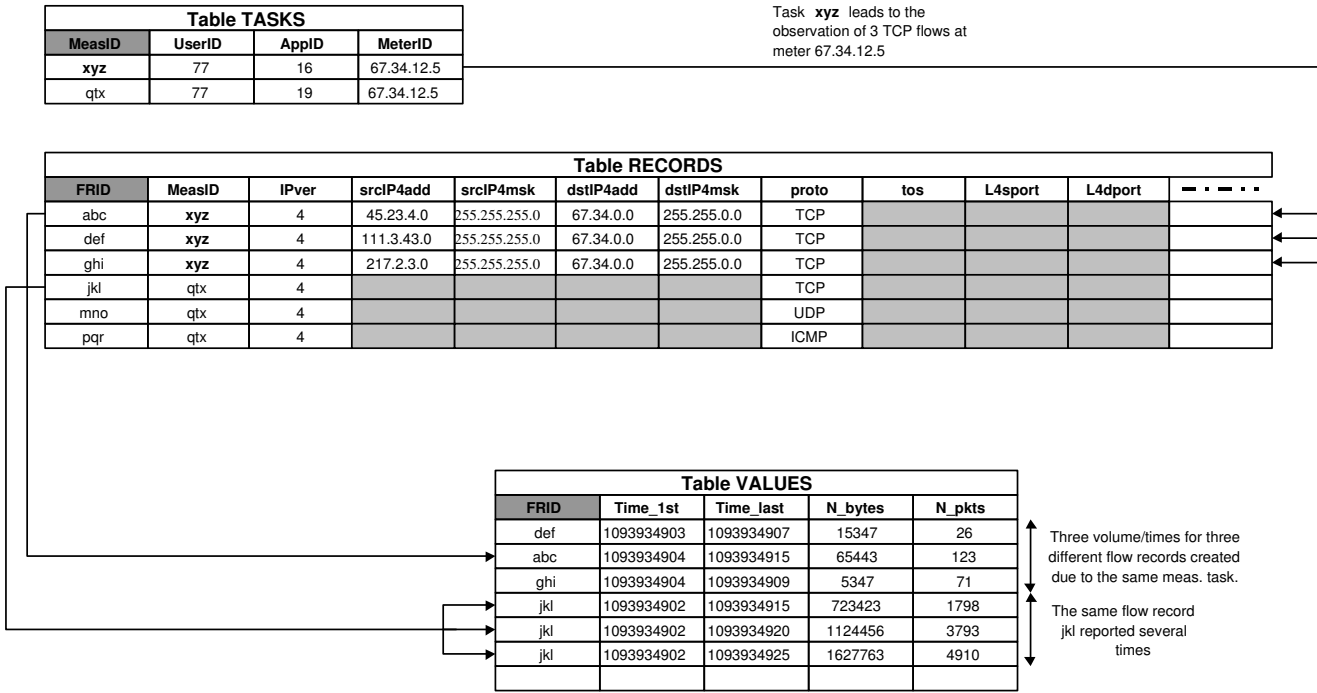 Table TASKS
MeasID UserID AppID MeterID
xyz 77 16 67.34.12.5
qtx 77 19 67.34.12.5
Task xyz leads to the
observation of 3 TCP flows at
meter 67.34.12.5
Table RECORDS
FRID MeasID IPver srcIP4add srcIP4msk dstIP4add dstIP4msk proto tos L4sport L4dport
abc xyz 4 45.23.4.0 255.255.255.0 67.34.0.0 255.255.0.0 TCP
def xyz 4 111.3.43.0 255.255.255.0 67.34.0.0 255.255.0.0 TCP
ghi xyz 4 217.2.3.0 255.255.255.0 67.34.0.0 255.255.0.0 TCP
jkl qtx 4 TCP
mno qtx 4 UDP
pqr qtx 4 ICMP
Table VALUES
FRID Time_1st Time_last N_bytes N_pkts
def 1093934903 1093934907 15347 26
abc 1093934904 1093934915 65443 123
ghi 1093934904 1093934909 5347 71
jkl 1093934902 1093934915 723423 1798
jkl 1093934902 1093934920 1124456 3793
jkl 1093934902 1093934925 1627763 4910
Three volume/times for three
different flow records created
due to the same meas. task.
The same flow record
jkl reported several
times